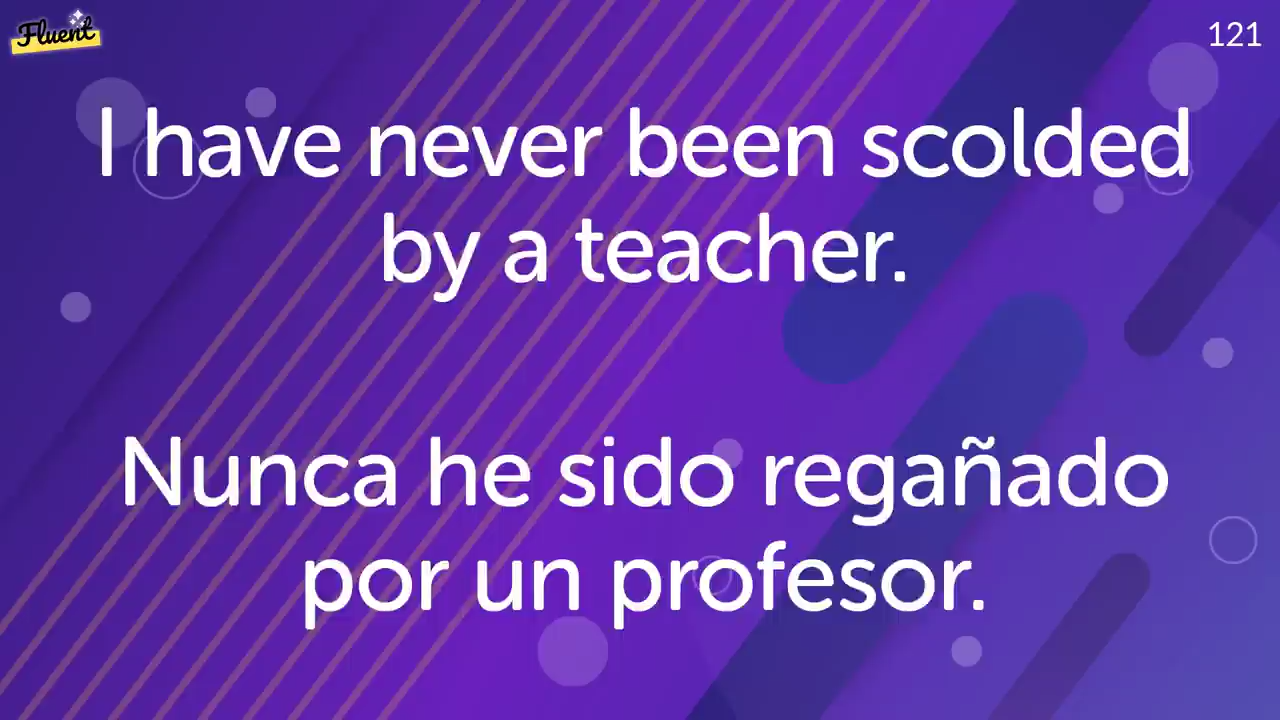 Fluent
121
I have never been scolded
by a teacher.
Nunca he sido regañado
por un profesor.